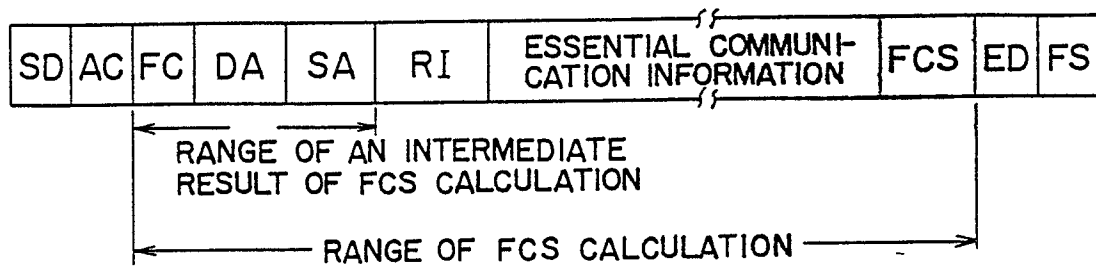 SD AC FC DA SA RI ESSENTIAL COMMUNI-
CATION INFORMATION FCS ED FS
RANGE OF AN INTERMEDIATE
RESULT OF FCS CALCULATION
RANGE OF FCS CALCULATION